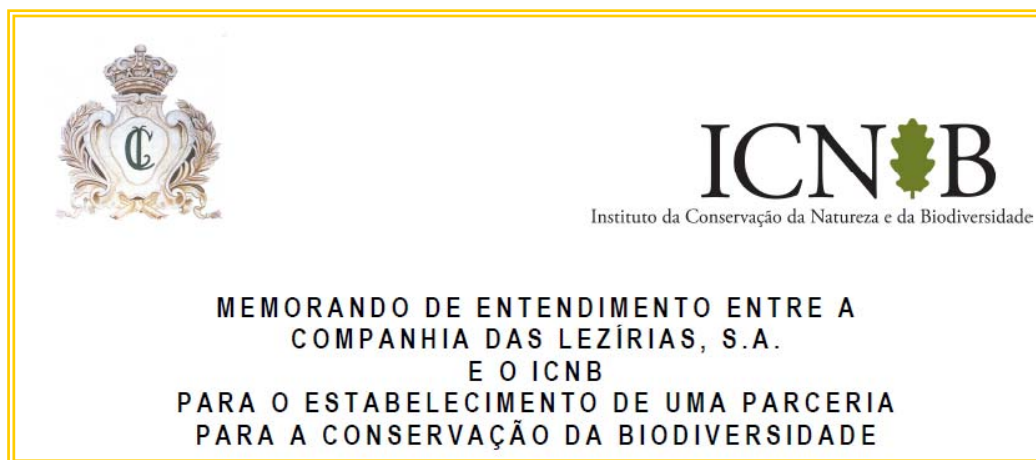 CL
ICNB
Instituto da Conservação da Natureza e da Biodiversidade
MEMORANDO DE ENTENDIMENTO ENTRE A
COMPANHIA DAS LEZÍRIAS, S.A.
E O ICNB
PARA O ESTABELECIMENTO DE UMA PARCERIA
PARA A CONSERVAÇÃO DA BIODIVERSIDADE